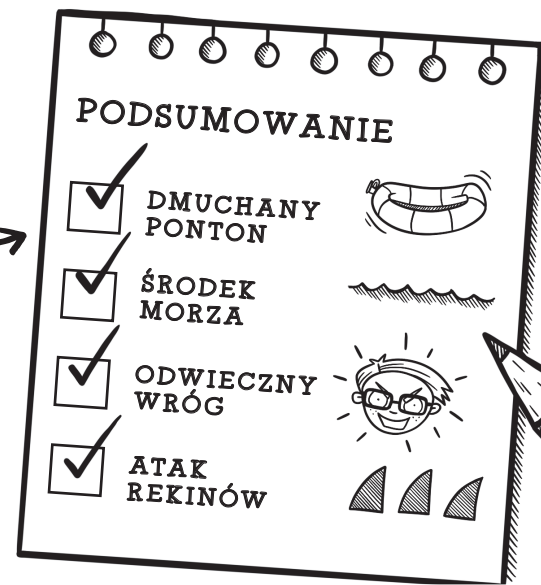 PODSUMOWANIE
DMUCHANY
PONTON
ŚRODEK
MORZA
ODWIECZNY
WRÓG
ATAK
REKINÓW